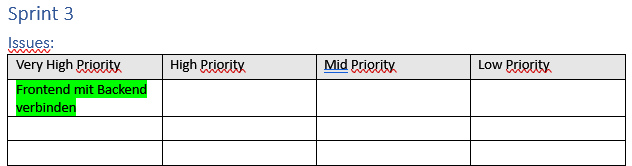 Sprint 3
Issues:
Very High Priority High Priority Mid Priority Low Priority
Frontend mit Backend
verbinden